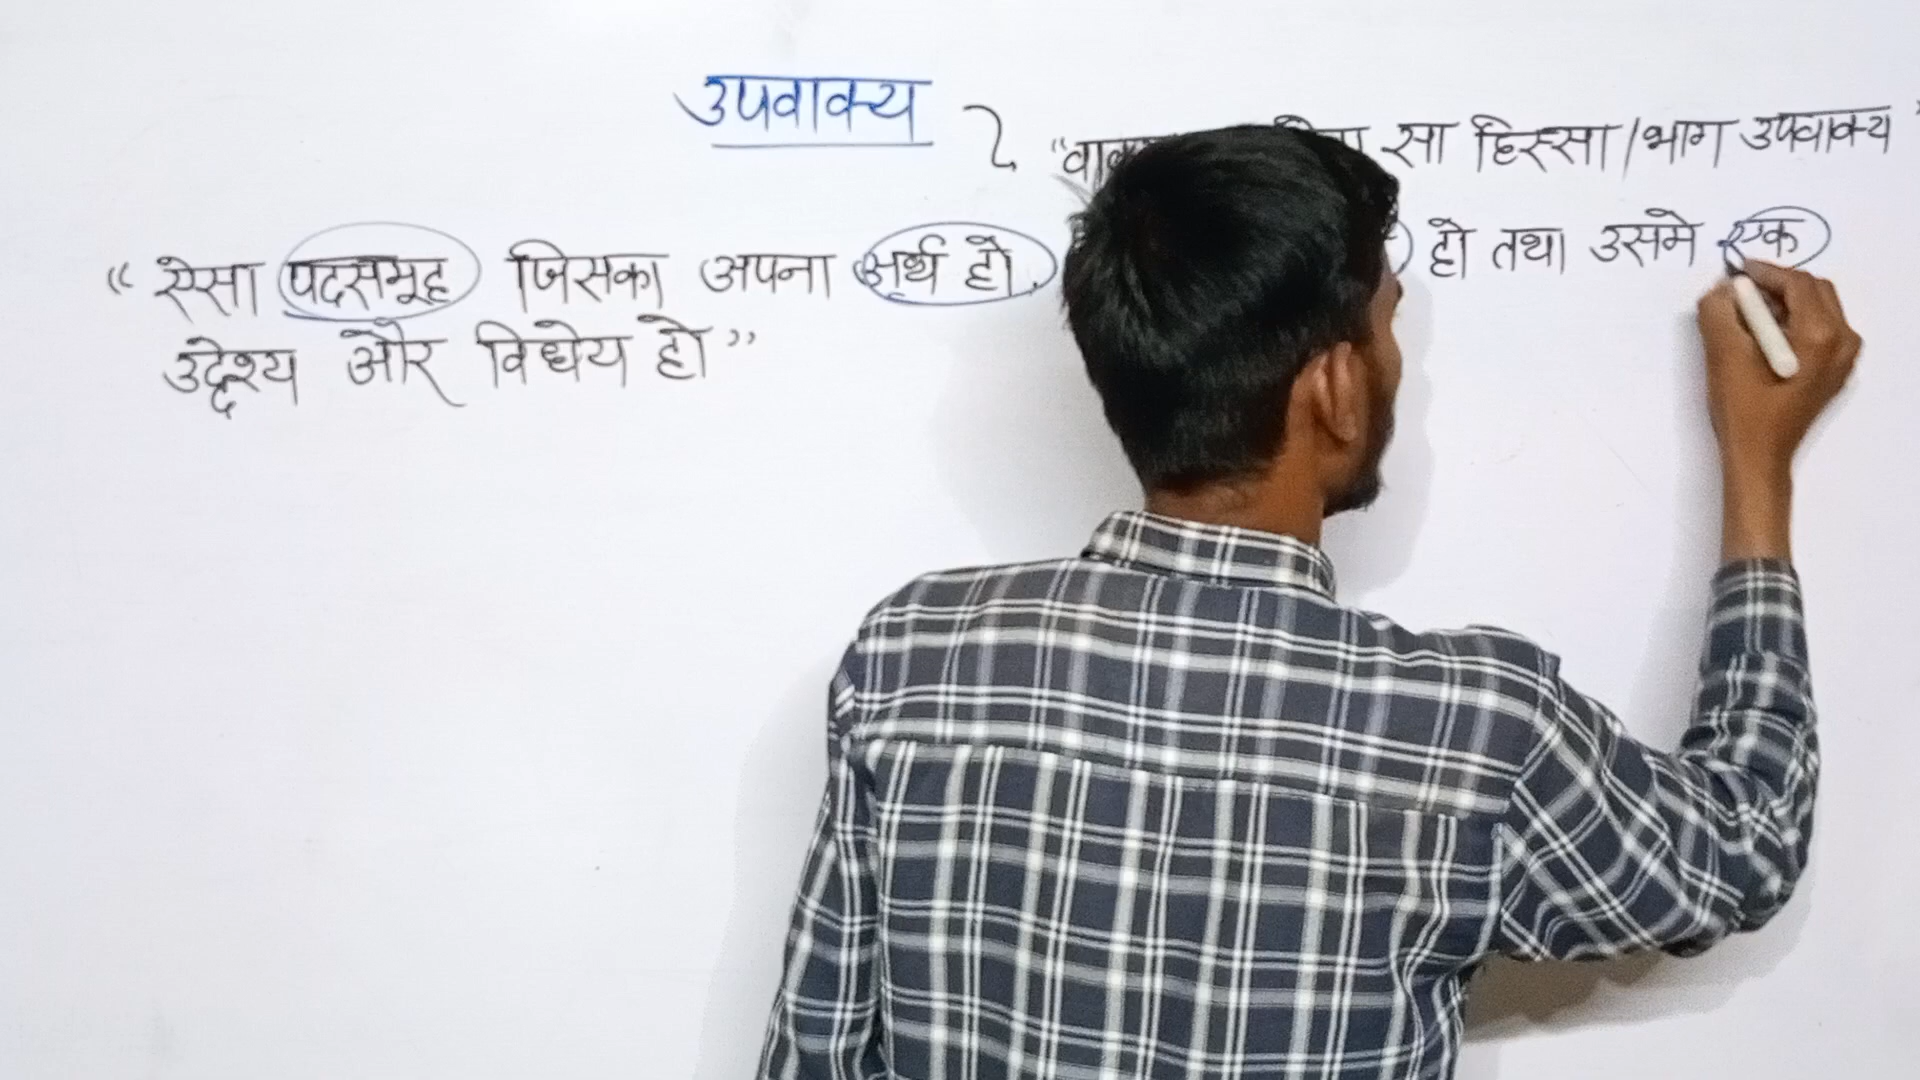 उपवाक्य
" सा हिस्सा/भाग उपवाक्य "
" ऐसा पदसमूह जिसका अपना अर्थ हो. हो तथा उसमे एक
उद्देश्य और विधेय हो "